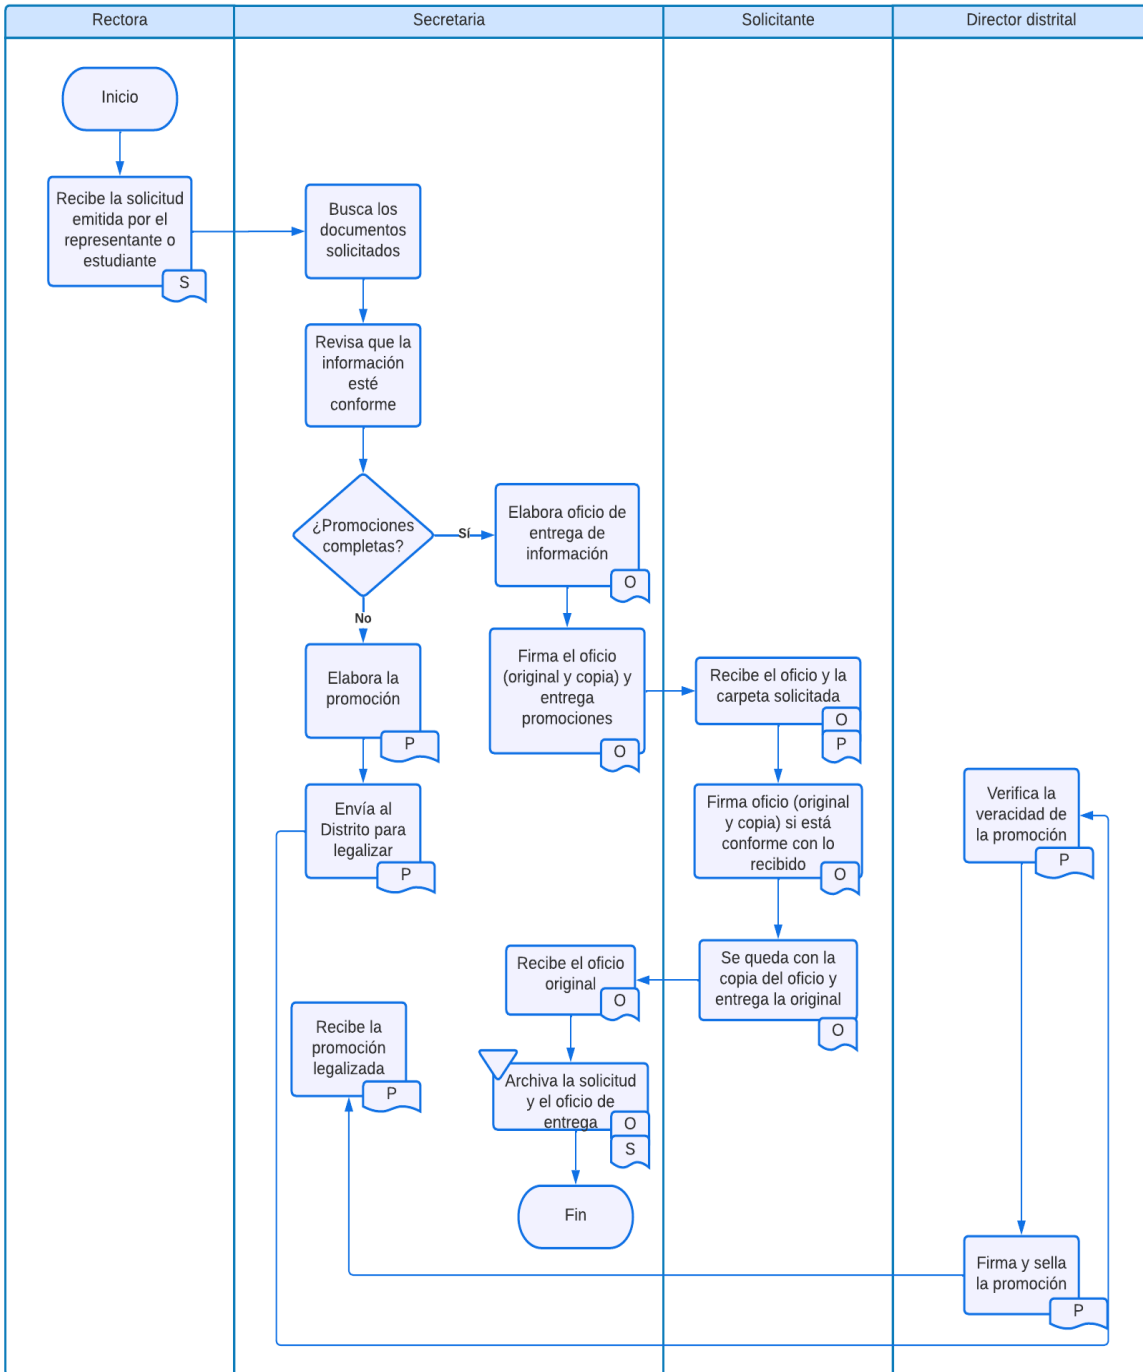 Rectora
Secretaria
Solicitante
Director distrital
Inicio
Recibe la solicitud
emitida por el
representante o
estudiante
S
Busca los
documentos
solicitados
Revisa que la
información
esté
conforme
¿Promociones
completas?
Sí
No
Elabora oficio de
entrega de
información
O
Firma el oficio
(original y copia) y
entrega
promociones
O
Elabora la
promoción
P
Envía al
Distrito para
legalizar
P
Recibe el oficio y la
carpeta solicitada
O
P
Firma oficio (original
y copia) si está
conforme con lo
recibido
O
Verifica la
veracidad de
la promoción
P
Se queda con la
copia del oficio y
entrega la original
O
Recibe el oficio
original
O
Recibe la
promoción
legalizada
P
Archiva la solicitud
y el oficio de
entrega
O
S
Fin
Firma y sella
la promoción
P